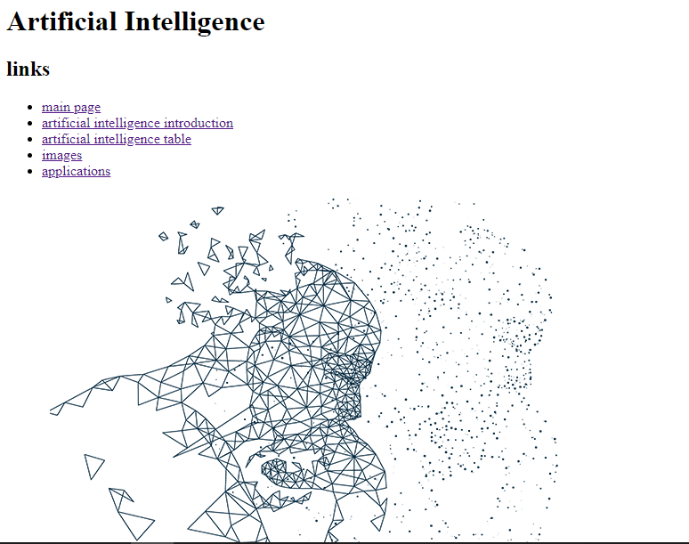 Artificial Intelligence
links
main page
artificial intelligence introduction
artificial intelligence table
images
applications